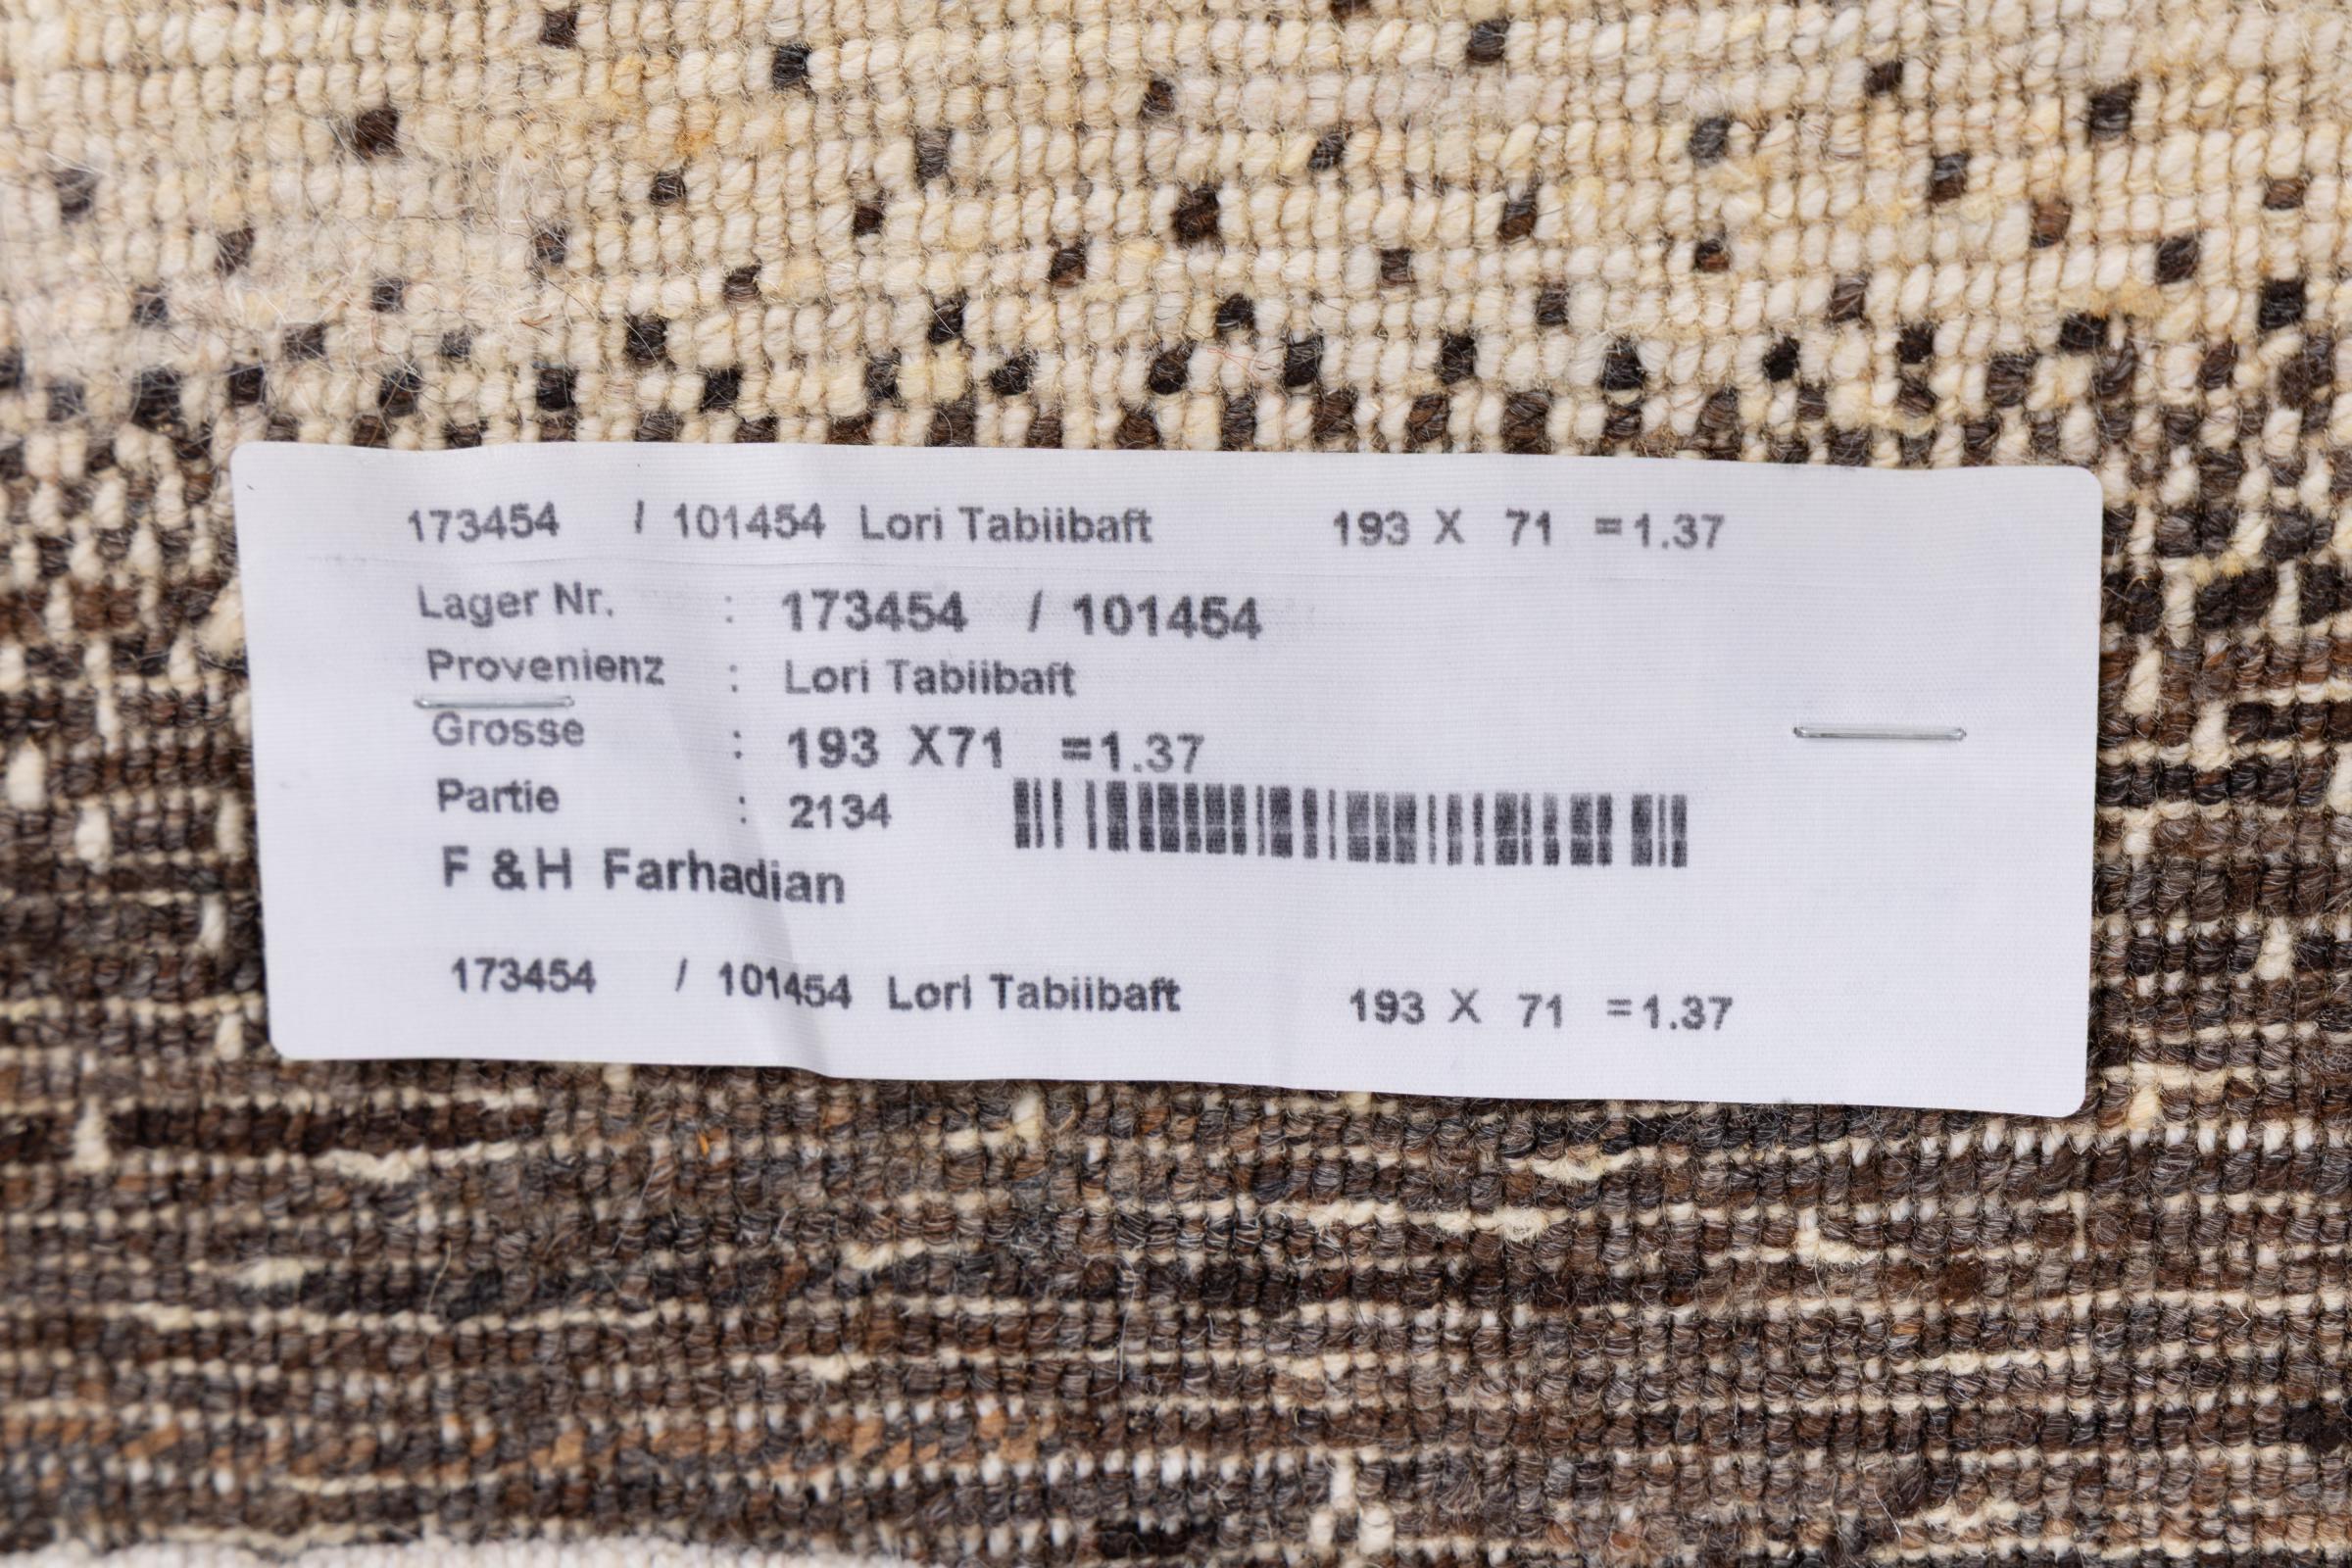 173454 / 101454 Lori Tabiibaft 193 X 71 =1.37
Lager Nr. : 173454 / 101454
Provenienz : Lori Tabiibaft
Grosse : 193 X71 =1.37
Partie : 2134
F & H Farhadian
173454 / 101454 Lori Tabiibaft 193 X 71 =1.37